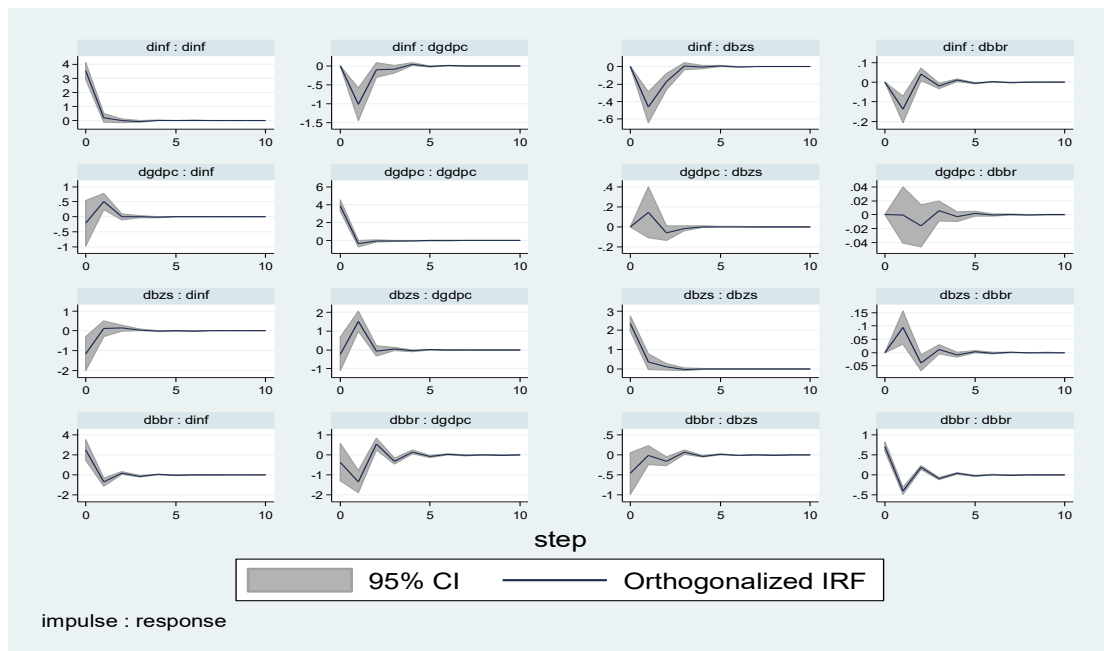 dinf : dinf
4
3
2
1
0
0 5 10
dinf : dgdpc
0
-.5
-1
-1.5
0 5 10
dinf : dbzs
0
-.2
-.4
-.6
0 5 10
dinf : dbbr
.1
0
-.1
-.2
0 5 10
dgdpc : dinf
1
.5
0
-.5
-1
0 5 10
dgdpc : dgdpc
6
4
2
0
0 5 10
dgdpc : dbzs
.4
.2
0
-.2
0 5 10
dgdpc : dbbr
.04
.02
0
-.02
-.04
0 5 10
dbzs : dinf
1
0
-1
-2
0 5 10
dbzs : dgdpc
2
1
0
-1
0 5 10
dbzs : dbzs
3
2
1
0
0 5 10
dbzs : dbbr
.15
.1
.05
0
-.05
0 5 10
dbbr : dinf
4
2
0
-2
0 5 10
dbbr : dgdpc
1
0
-1
-2
0 5 10
dbbr : dbzs
.5
0
-.5
-1
0 5 10
dbbr : dbbr
1
.5
0
-.5
0 5 10
step
95% CI Orthogonalized IRF
impulse : response